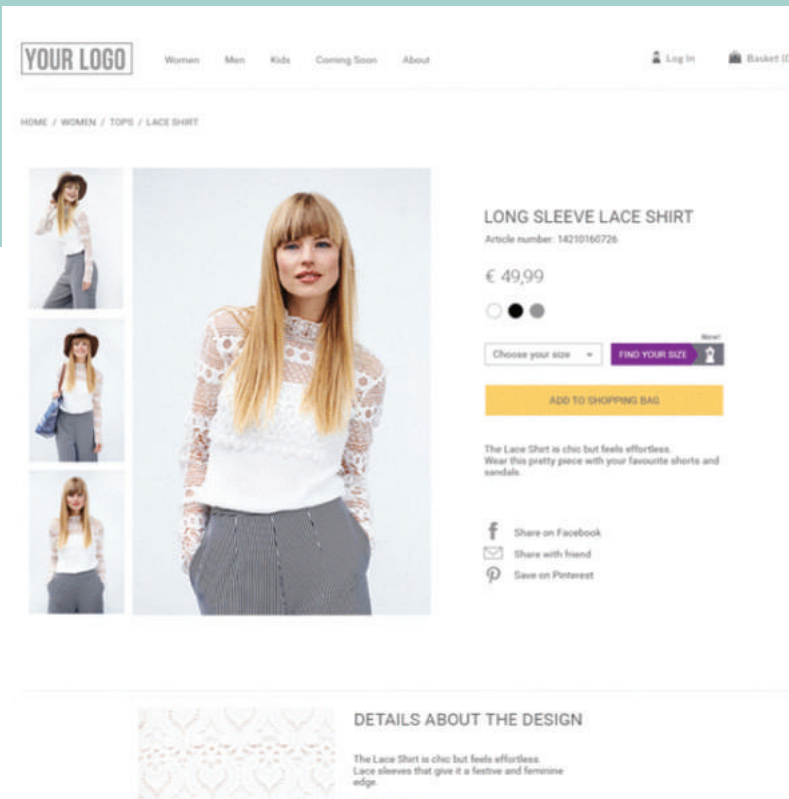 YOUR LOGO
Women Men Kids Coming Soon About
Log In Basket (0
HOME / WOMEN / TOPS / LACE SHIRT
LONG SLEEVE LACE SHIRT
Article number: 14210160726
€ 49,99
New!
Choose your size FIND YOUR SIZE
ADD TO SHOPPING BAG
The Lace Shirt is chic but feels effortless.
Wear this pretty piece with your favourite shorts and
sandals.
Share on Facebook
Share with friend
Save on Pinterest
DETAILS ABOUT THE DESIGN
The Lace Shirt is chic but feels effortless.
Lace sleeves that give it a festive and feminine
edge.